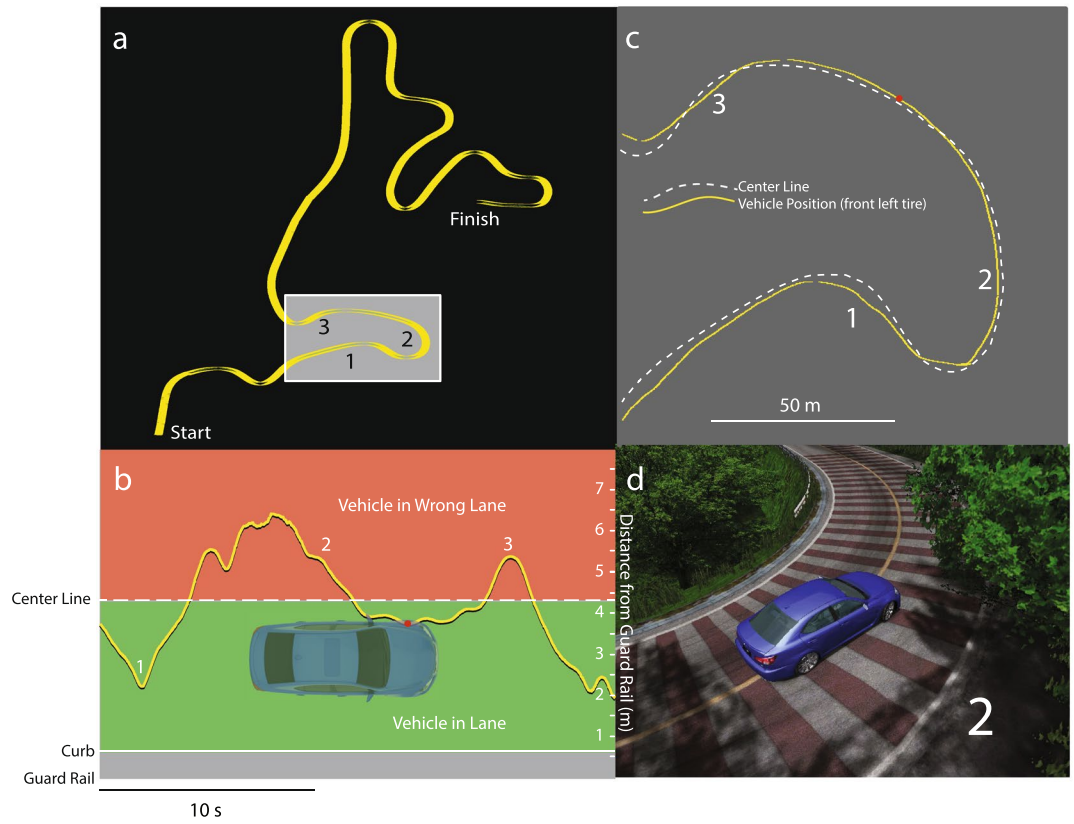 a
Finish
3
2
1
Start
c
3
Center Line
Vehicle Position (front left tire)
2
1
50 m
b
Vehicle in Wrong Lane
2
3
1
Vehicle in Lane
Center Line
Curb
Guard Rail
10 s
7
6
5
4
3
2
1
Distance from Guard Rail (m)
d
2